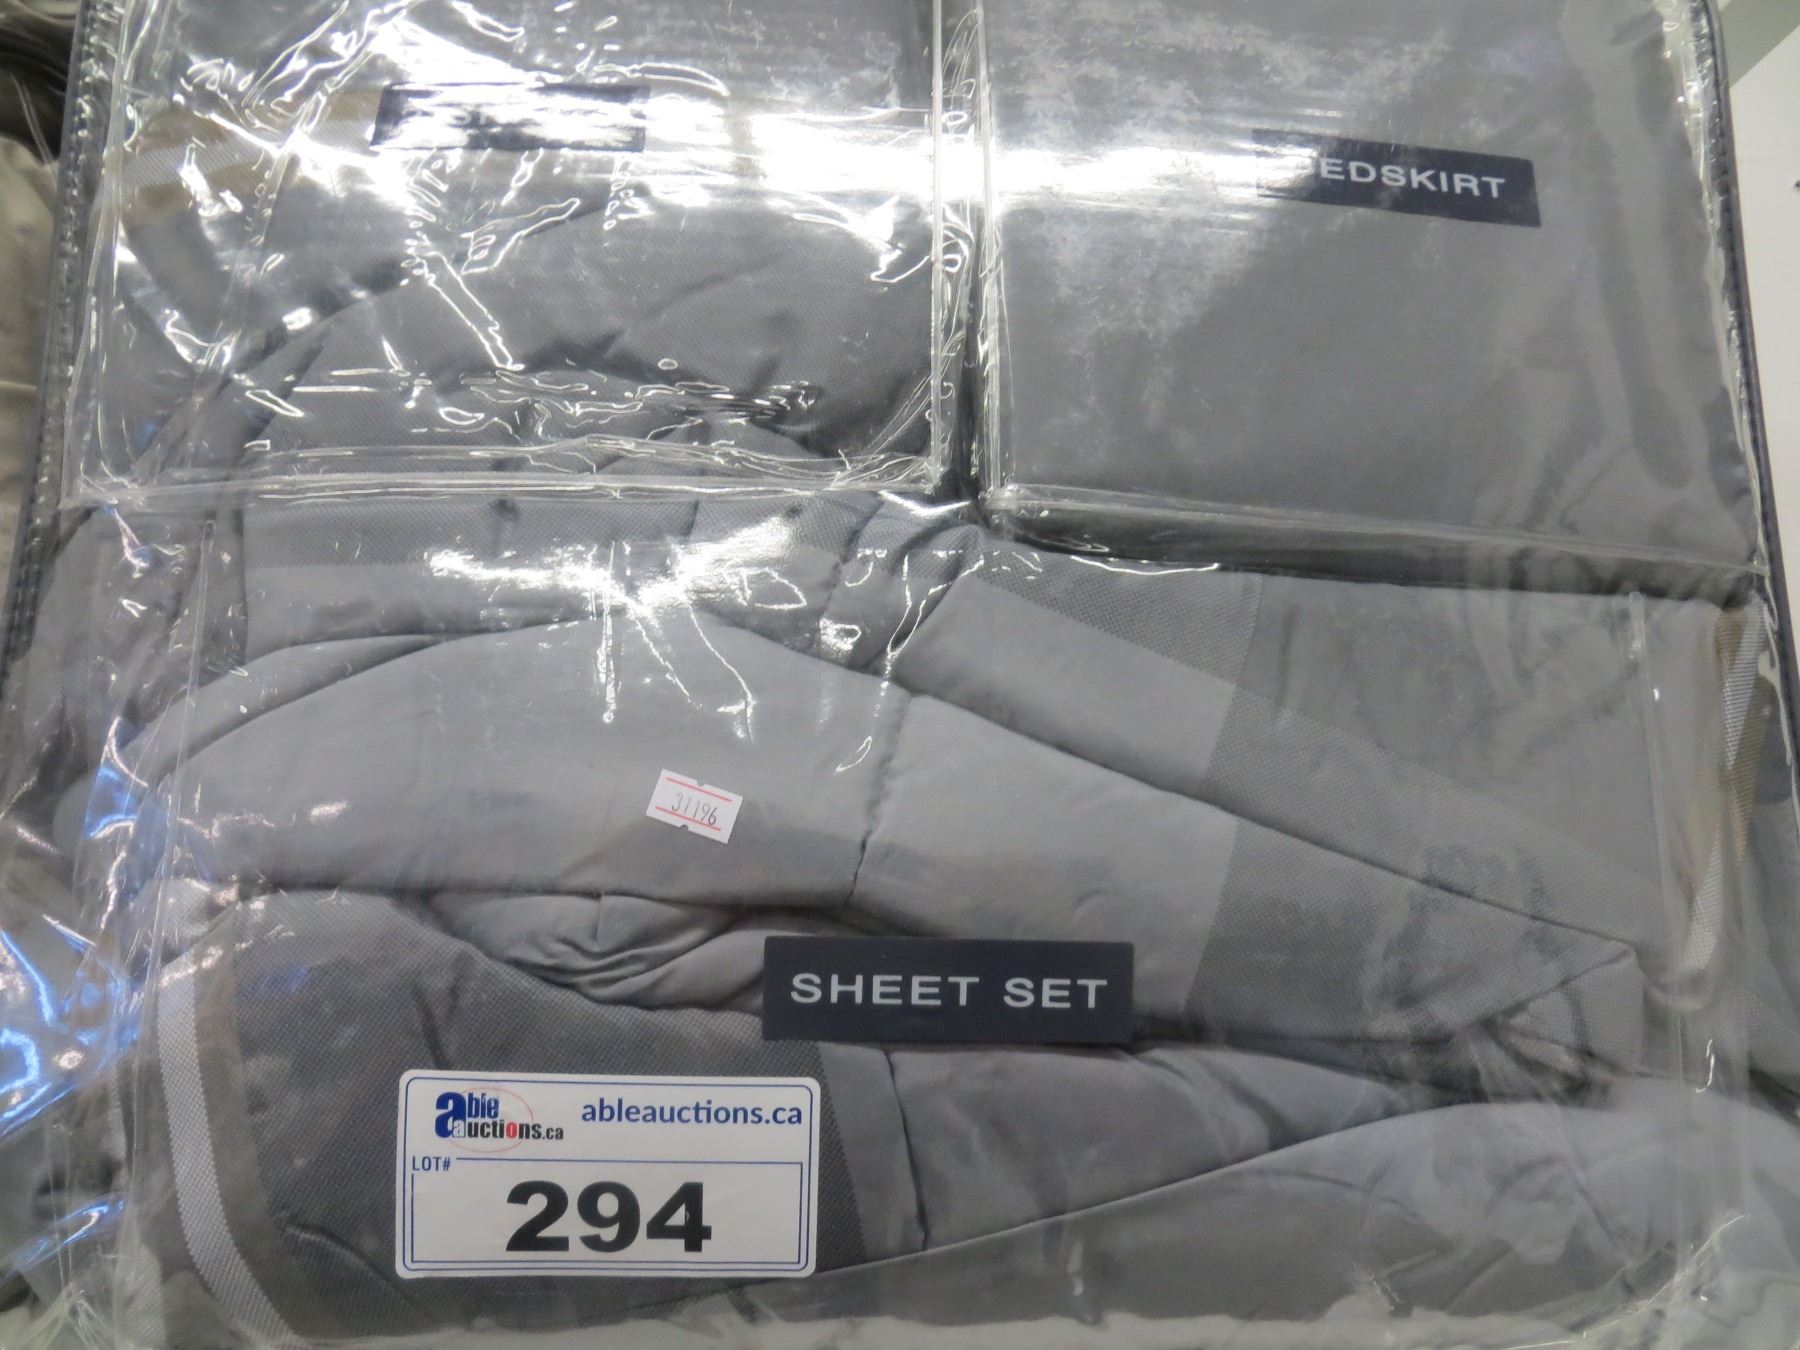 EDSKIRT
31196
SHEET SET
able auctions.ca
ableauctions.ca
LOT#
294